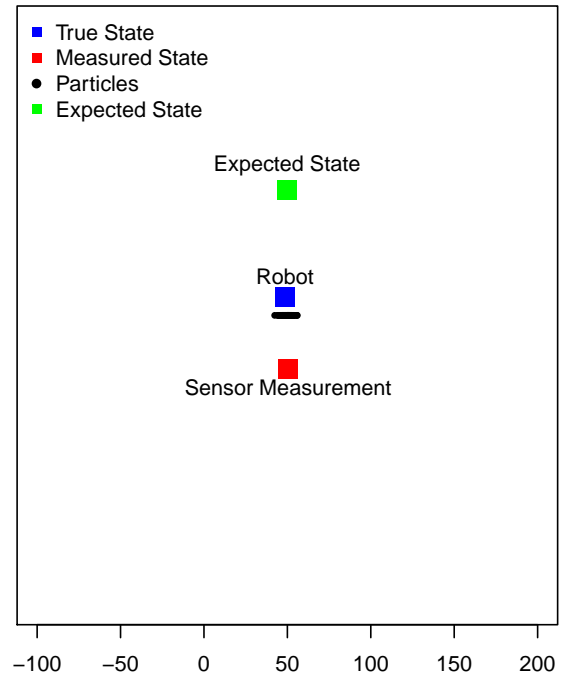 True State
Measured State
Particles
Expected State
Expected State
Robot
Sensor Measurement
−100 −50 0 50 100 150 200